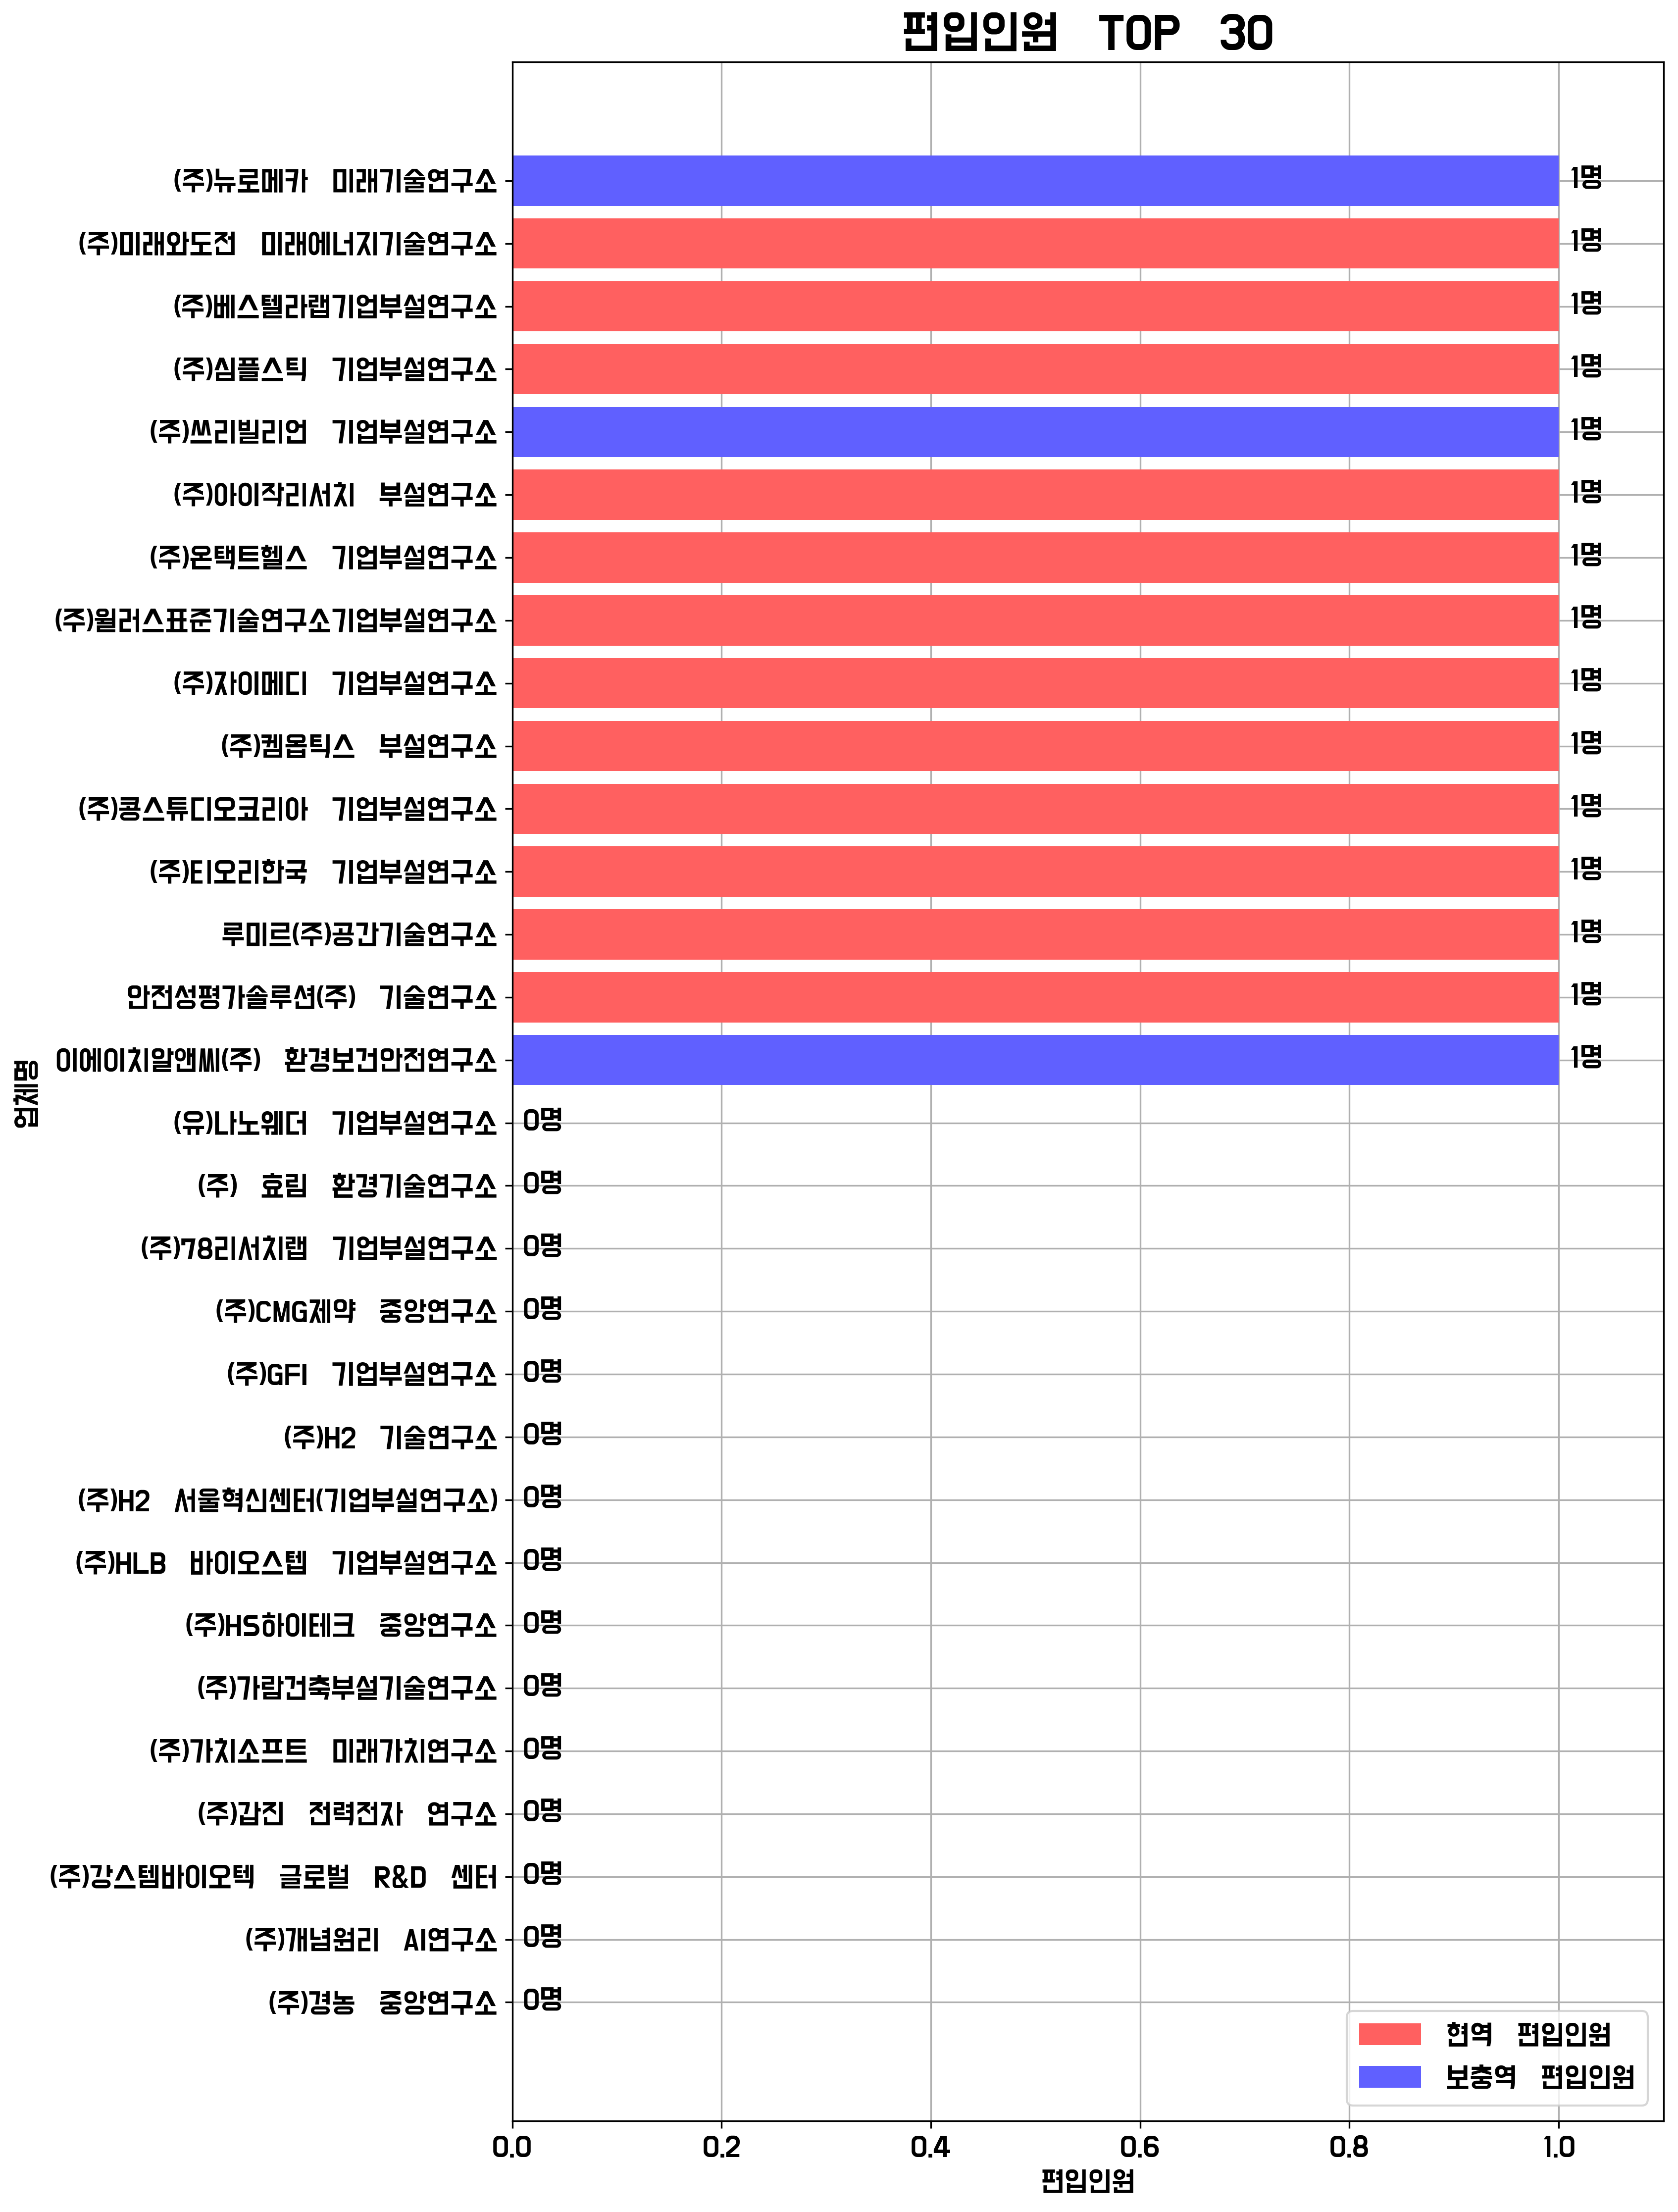 편입인원 TOP 30
(주)뉴로메카 미래기술연구소 1명
(주)미래와도전 미래에너지기술연구소 1명
(주)베스텔라랩기업부설연구소 1명
(주)심플스틱 기업부설연구소 1명
(주)쓰리빌리언 기업부설연구소 1명
(주)아이작리서치 부설연구소 1명
(주)온택트헬스 기업부설연구소 1명
(주)윌러스표준기술연구소기업부설연구소 1명
(주)자이메디 기업부설연구소 1명
(주)켐옵틱스 부설연구소 1명
(주)콩스튜디오코리아 기업부설연구소 1명
(주)티오리한국 기업부설연구소 1명
루미르(주)공간기술연구소 1명
안전성평가솔루션(주) 기술연구소 1명
이에이치알앤씨(주) 환경보건안전연구소 1명
(유)나노웨더 기업부설연구소 0명
(주) 효림 환경기술연구소 0명
(주)78리서치랩 기업부설연구소 0명
(주)CMG제약 중앙연구소 0명
(주)GFI 기업부설연구소 0명
(주)H2 기술연구소 0명
(주)H2 서울혁신센터(기업부설연구소) 0명
(주)HLB 바이오스텝 기업부설연구소 0명
(주)HS하이테크 중앙연구소 0명
(주)가람건축부설기술연구소 0명
(주)가치소프트 미래가치연구소 0명
(주)갑진 전력전자 연구소 0명
(주)강스템바이오텍 글로벌 R&D 센터 0명
(주)개념원리 AI연구소 0명
(주)경농 중앙연구소 0명
업체명
현역 편입인원
보충역 편입인원
0.0 0.2 0.4 0.6 0.8 1.0
편입인원